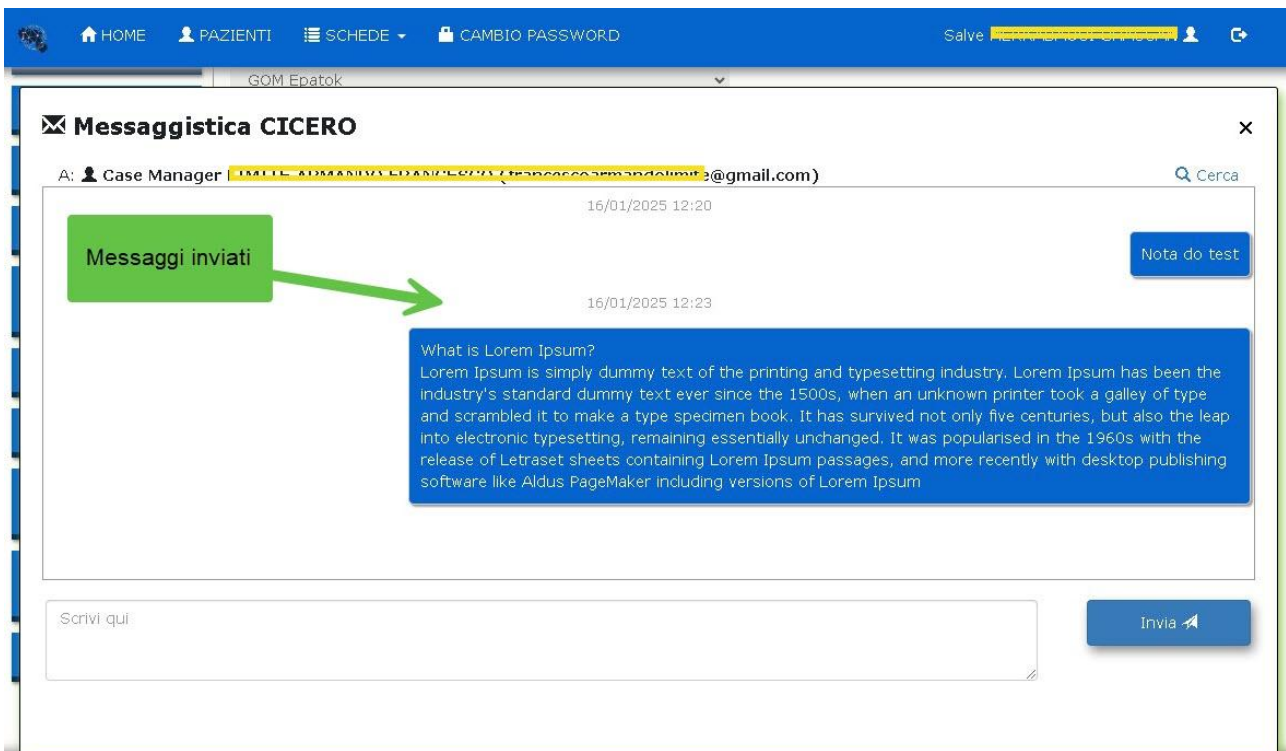 HOME PAZIENTI SCHEDE CAMBIO PASSWORD Salve
GOM Epatok
Messaggistica CICERO ×
A: Case Manager @gmail.com) Cerca
16/01/2025 12:20
Nota do test
Messaggi inviati
16/01/2025 12:23
What is Lorem Ipsum?
Lorem Ipsum is simply dummy text of the printing and typesetting industry. Lorem Ipsum has been the
industry's standard dummy text ever since the 1500s, when an unknown printer took a galley of type
and scrambled it to make a type specimen book. It has survived not only five centuries, but also the leap
into electronic typesetting, remaining essentially unchanged. It was popularised in the 1960s with the
release of Letraset sheets containing Lorem Ipsum passages, and more recently with desktop publishing
software like Aldus PageMaker including versions of Lorem Ipsum
Scrivi qui
Invia